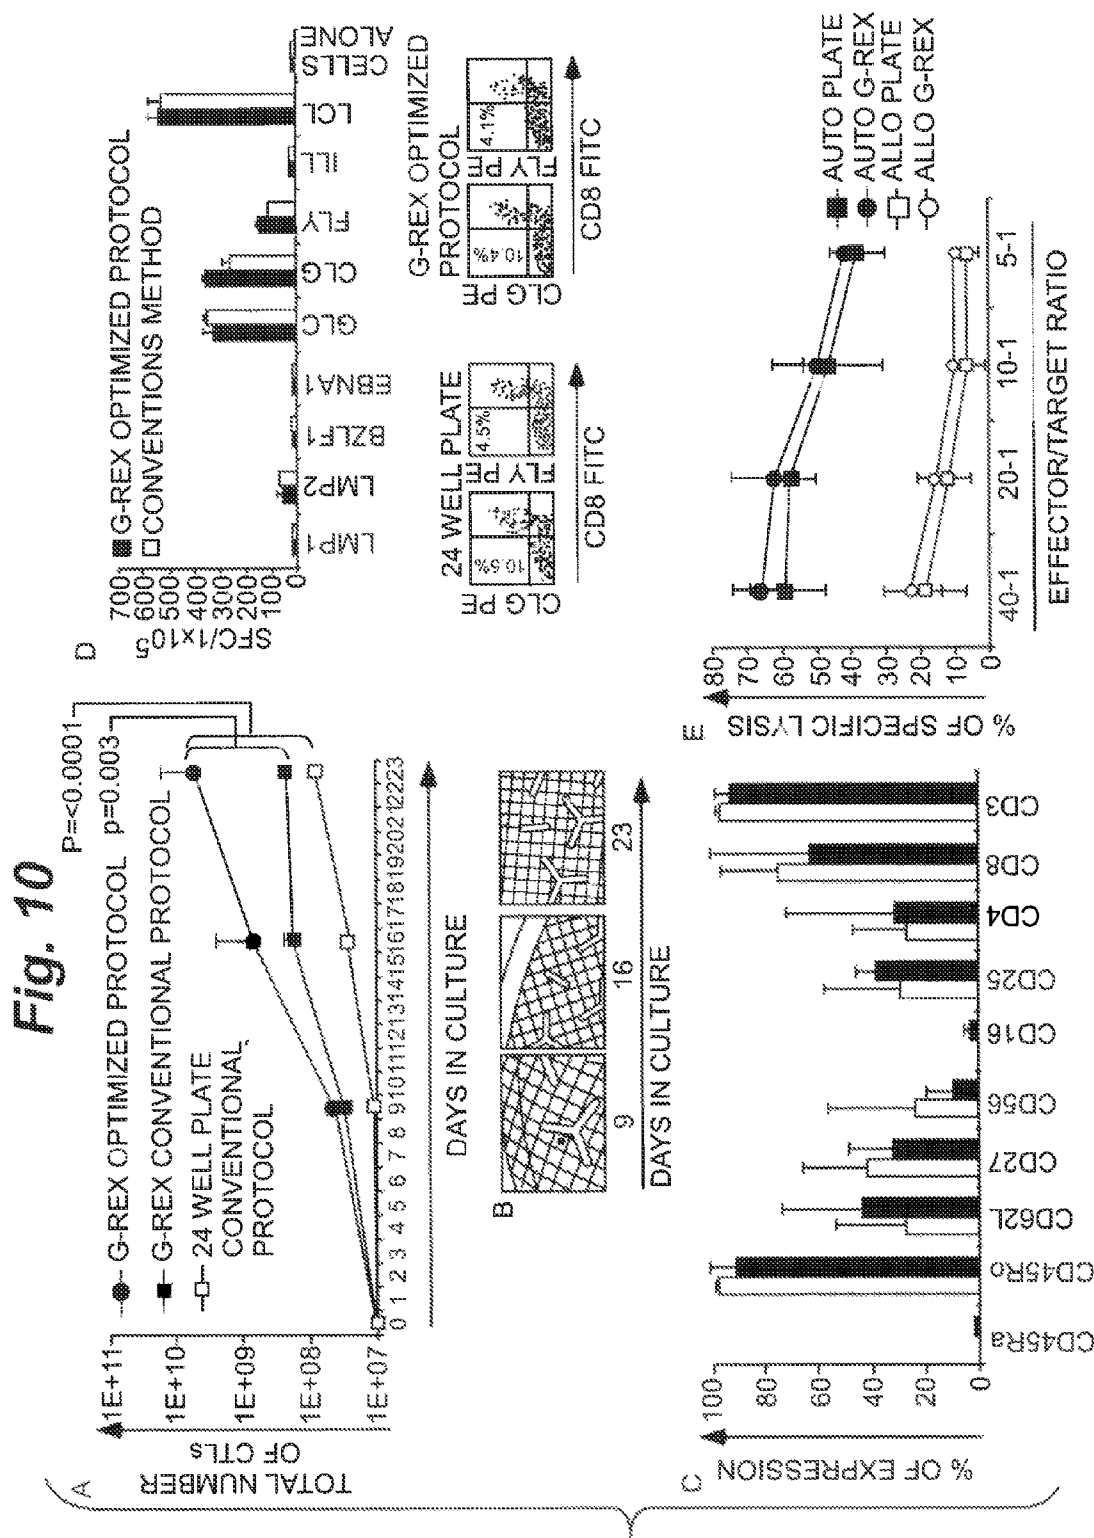 Fig. 10
A
TOTAL NUMBER
OF CTLs
1E+11
1E+10
1E+09
1E+08
1E+07
G-REX OPTIMIZED PROTOCOL
G-REX CONVENTIONAL PROTOCOL
24 WELL PLATE
CONVENTIONAL
PROTOCOL
P=<0.0001
p=0.003
0 1 2 3 4 5 6 7 8 9 10 11 12 13 14 15 16 17 18 19 20 21 22 23
DAYS IN CULTURE
B
9 16 23
DAYS IN CULTURE
C
% OF EXPRESSION
100
80
60
40
20
0
CD45Ra CD45Ro CD62L CD27 CD56 CD16 CD25 CD4 CD8 CD3
D
SFC/1x10^5
700
600
500
400
300
200
100
0
G-REX OPTIMIZED PROTOCOL
CONVENTIONS METHOD
LMP1 LMP2 BZLF1 EBNA1 GLC CLG FLY ILL LCL CELLS ALONE
24 WELL PLATE
CLG PE
10.5%
FLY PE
4.5%
CD8 FITC
G-REX OPTIMIZED
PROTOCOL
CLG PE
10.4%
FLY PE
4.1%
CD8 FITC
E
% OF SPECIFIC LYSIS
80
70
60
50
40
30
20
10
0
40-1 20-1 10-1 5-1
EFFECTOR/TARGET RATIO
AUTO PLATE
AUTO G-REX
ALLO PLATE
ALLO G-REX